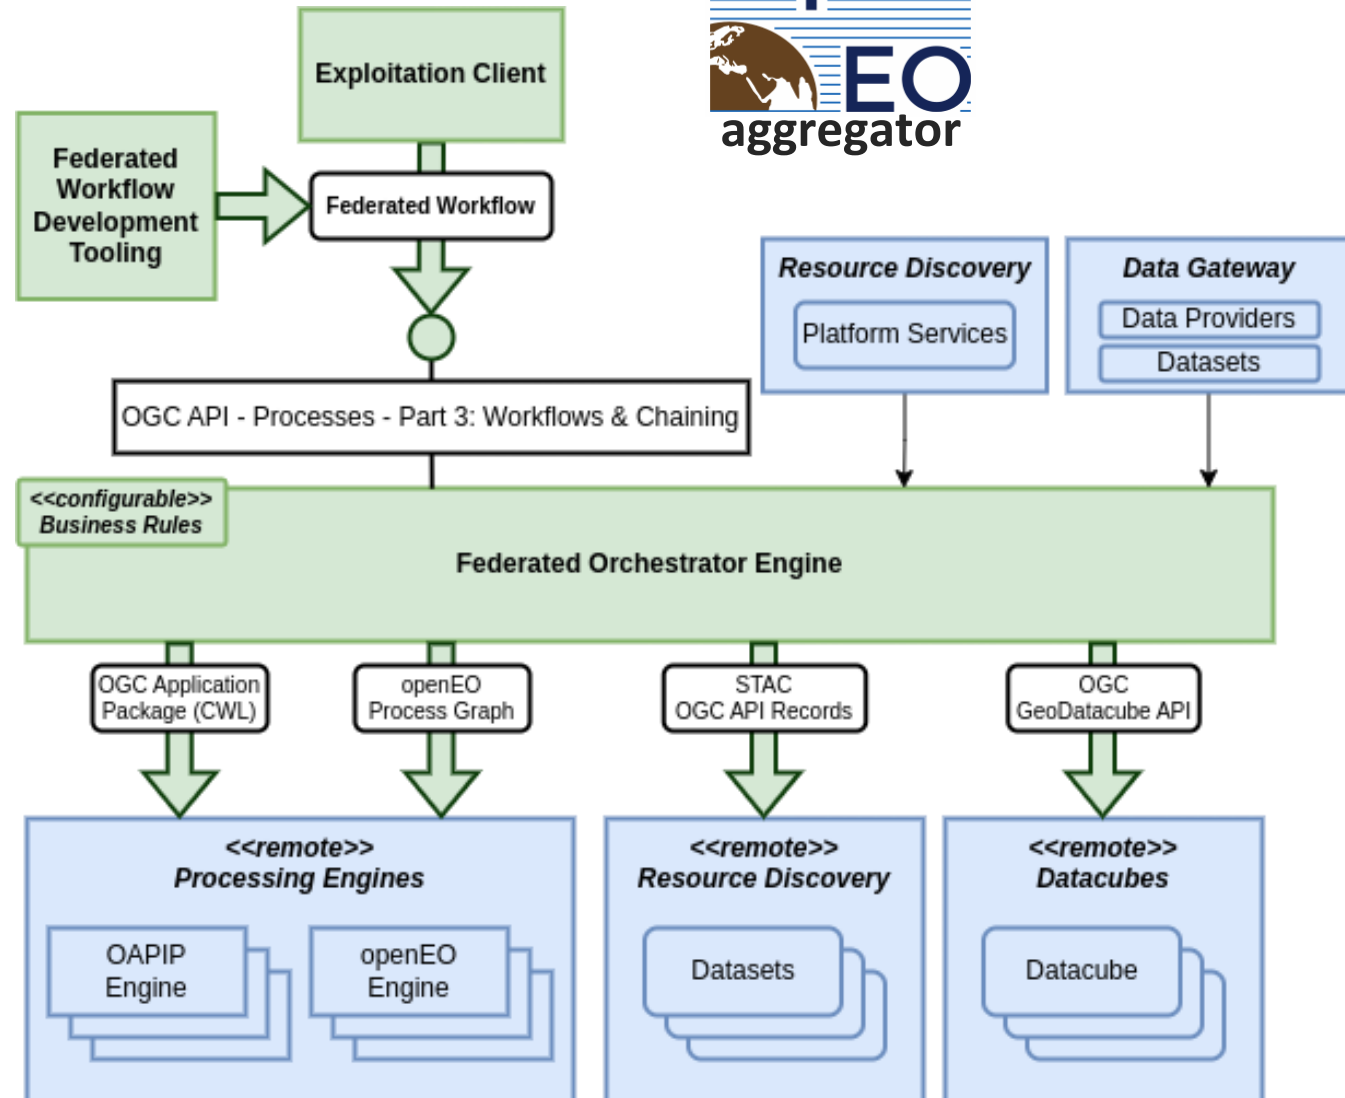 Exploitation Client
EO
aggregator
Federated
Workflow
Development
Tooling
Federated Workflow
Resource Discovery
Platform Services
Data Gateway
Data Providers
Datasets
OGC API - Processes - Part 3: Workflows & Chaining
<<configurable>>
Business Rules
Federated Orchestrator Engine
OGC Application
Package (CWL)
openEO
Process Graph
STAC
OGC API Records
OGC
GeoDatacube API
<<remote>>
Processing Engines
OAPIP
Engine
openEO
Engine
<<remote>>
Resource Discovery
Datasets
<<remote>>
Datacubes
Datacube